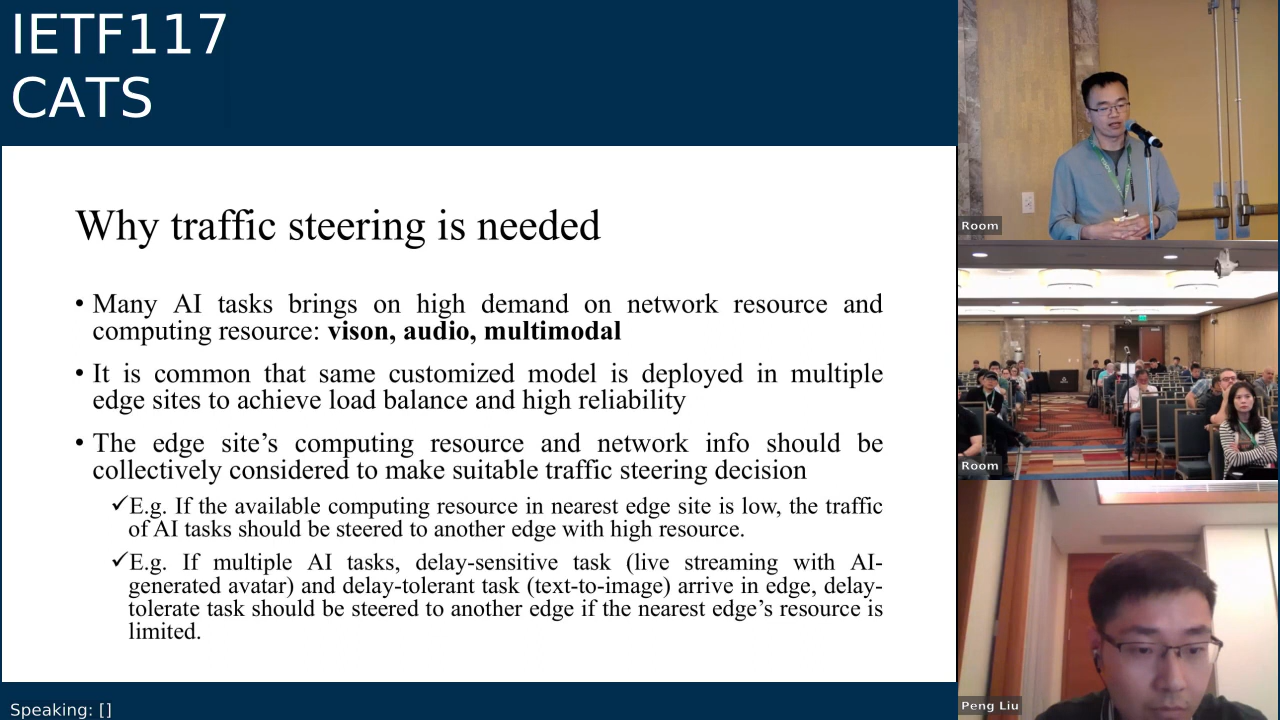 IETF117
CATS
Why traffic steering is needed
• Many AI tasks brings on high demand on network resource and
computing resource: vison, audio, multimodal
• It is common that same customized model is deployed in multiple
edge sites to achieve load balance and high reliability
• The edge site’s computing resource and network info should be
collectively considered to make suitable traffic steering decision
✓E.g. If the available computing resource in nearest edge site is low, the traffic
of AI tasks should be steered to another edge with high resource.
✓E.g. If multiple AI tasks, delay-sensitive task (live streaming with AI-
generated avatar) and delay-tolerant task (text-to-image) arrive in edge, delay-
tolerate task should be steered to another edge if the nearest edge’s resource is
limited.
Speaking: []
Room
Room
Peng Liu